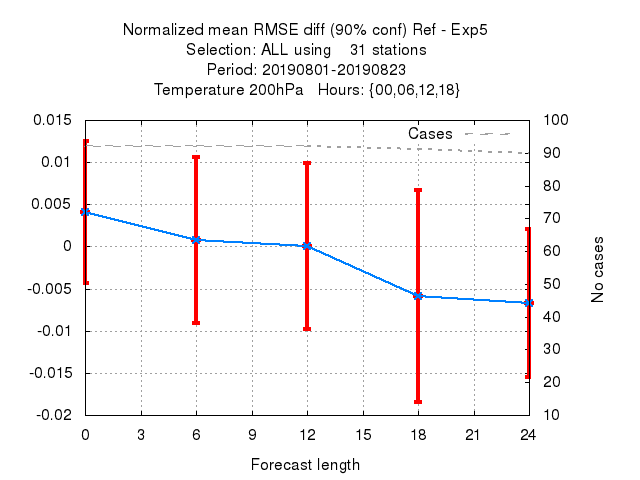 Normalized mean RMSE diff (90% conf) Ref - Exp5
Selection: ALL using    31 stations
Period: 20190801-20190823
Temperature 200hPa   Hours: {00,06,12,18}
Cases
0.015
0.01
0.005
0
-0.005
-0.01
-0.015
-0.02
100
90
80
70
60
50
40
30
20
10
No cases
0 3 6 9 12 15 18 21 24
Forecast length